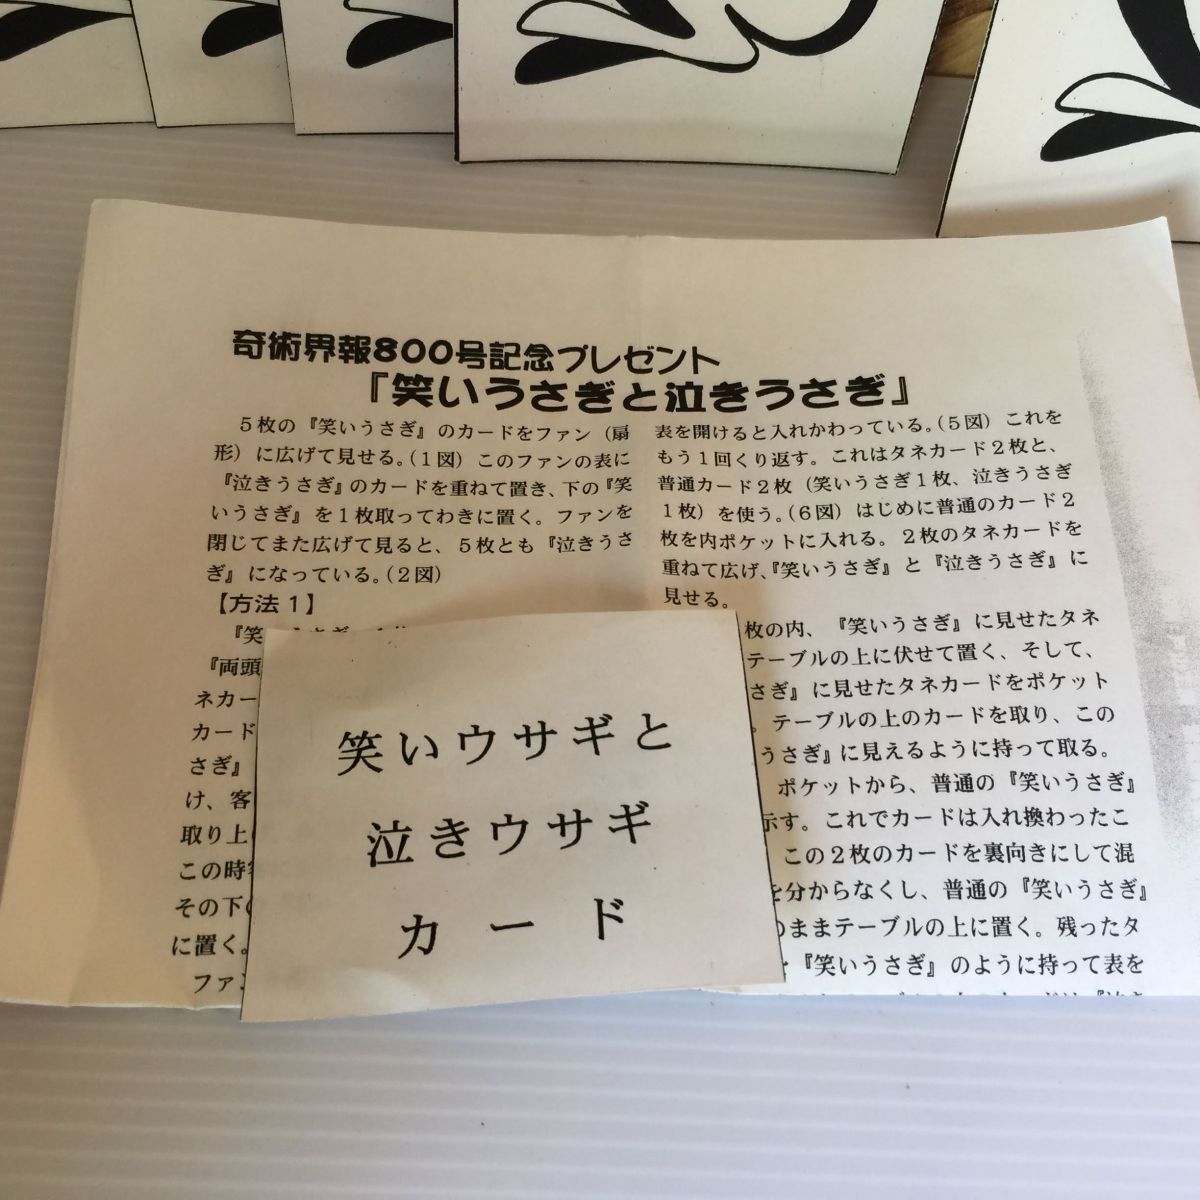 奇術界報800号記念プレゼント
『笑いうさぎと泣きうさぎ』
5枚の『笑いうさぎ』のカードをファン（扇
形）に広げて見せる。（1図）このファンの表に
『泣きうさぎ』のカードを重ねて置き、下の『笑
いうさぎ』を1枚取ってわきに置く。ファンを
閉じてまた広げて見ると、5枚とも『泣きうさ
ぎ』になっている。（2図）
【方法1】
『笑
『両頭
ネカー
カード
さぎ』
け、客
取り上
この時
その下
に置く。
ファン
表を開けると入れかわっている。（5図）これを
もう1回くり返す。これはタネカード2枚と、
普通カード2枚（笑いうさぎ1枚、泣きうさぎ
1枚）を使う。（6図）はじめに普通のカード2
枚を内ポケットに入れる。2枚のタネカードを
重ねて広げ、『笑いうさぎ』と『泣きうさぎ』に
見せる。
枚の内、『笑いうさぎ』に見せたタネ
テーブルの上に伏せて置く、そして、
さぎ』に見せたタネカードをポケット
。テーブルの上のカードを取り、この
うさぎ』に見えるように持って取る。
ポケットから、普通の『笑いうさぎ』
示す。これでカードは入れ換わったこ
この2枚のカードを裏向きにして混
を分からなくし、普通の『笑いうさぎ』
のままテーブルの上に置く。残ったタ
『笑いうさぎ』のように持って表を
笑いウサギと
泣きウサギ
カード